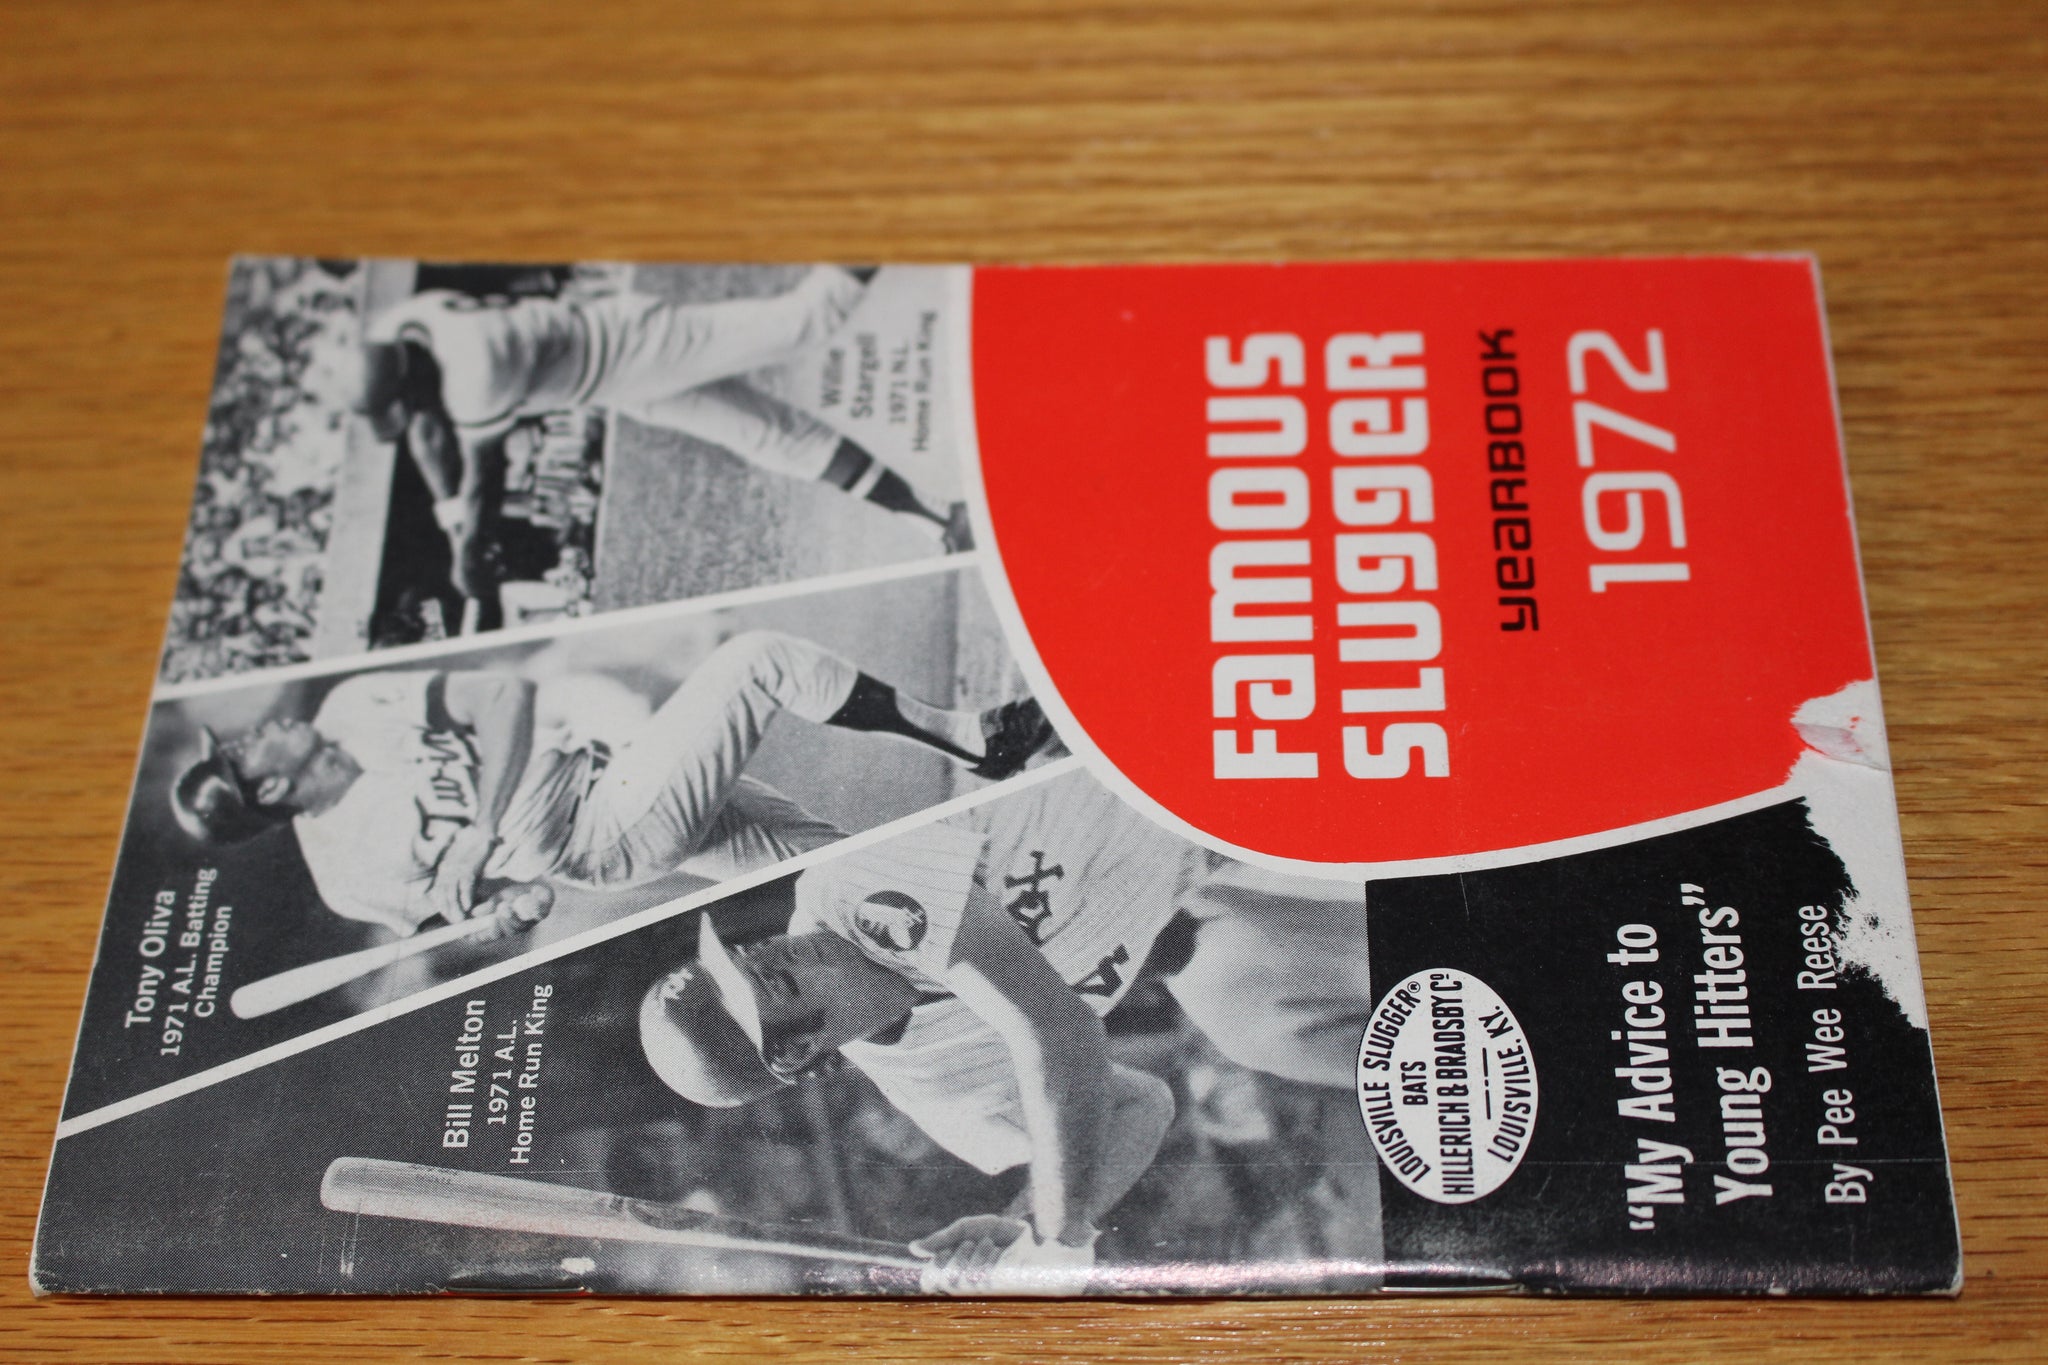 Famous
Slugger
yearbook
1972
Willie
Stargell
1971 N.L.
Home Run King
Tony Oliva
1971 A.L. Batting
Champion
Twins
Bill Melton
1971 A.L.
Home Run King
SOX
LOUISVILLE SLUGGER®
BATS
HILLERICH & BRADSBY Cº
LOUISVILLE. KY.
"My Advice to
Young Hitters"
By Pee Wee Reese